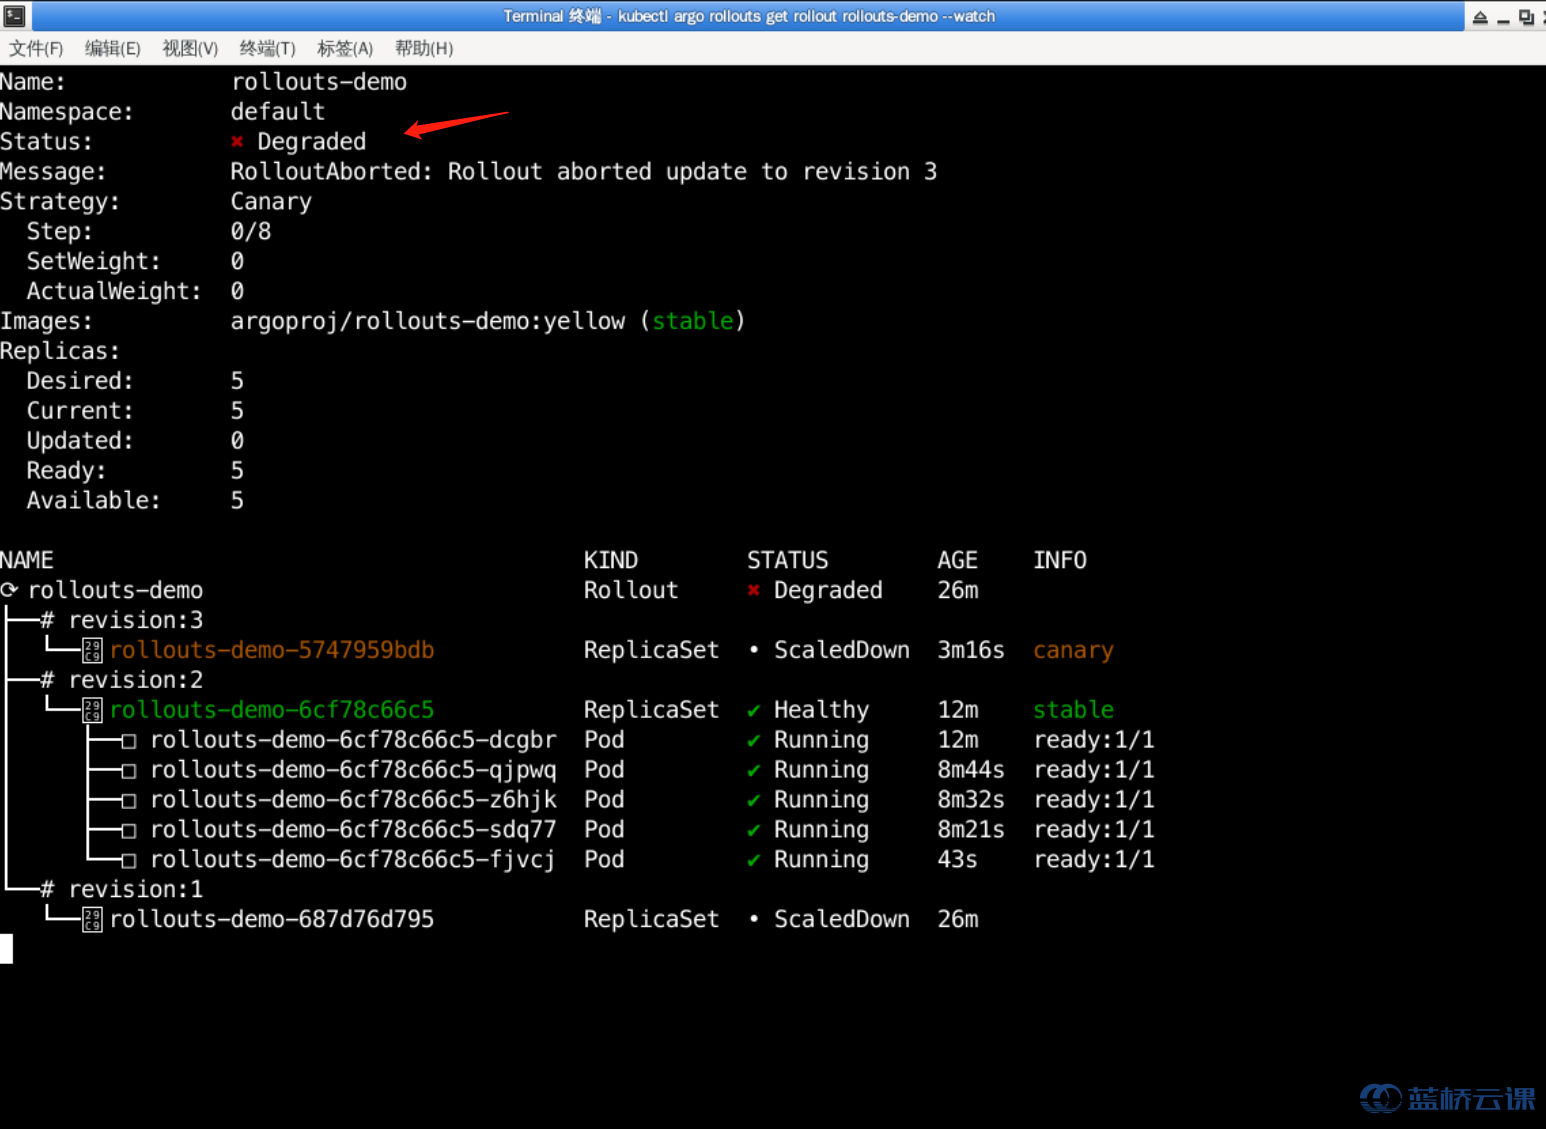 Terminal 终端 - kubectl argo rollouts get rollout rollouts-demo --watch
文件(F) 编辑(E) 视图(V) 终端(T) 标签(A) 帮助(H)
Name: rollouts-demo
Namespace: default
Status: ✖ Degraded
Message: RolloutAborted: Rollout aborted update to revision 3
Strategy: Canary
Step: 0/8
SetWeight: 0
ActualWeight: 0
Images: argoproj/rollouts-demo:yellow (stable)
Replicas:
Desired: 5
Current: 5
Updated: 0
Ready: 5
Available: 5
NAME KIND STATUS AGE INFO
⟳ rollouts-demo Rollout ✖ Degraded 26m
├──# revision:3
│ └──⧉ rollouts-demo-5747959bdb ReplicaSet • ScaledDown 3m16s canary
├──# revision:2
│ └──⧉ rollouts-demo-6cf78c66c5 ReplicaSet ✔ Healthy 12m stable
│ ├──□ rollouts-demo-6cf78c66c5-dcgbr Pod ✔ Running 12m ready:1/1
│ ├──□ rollouts-demo-6cf78c66c5-qjpwq Pod ✔ Running 8m44s ready:1/1
│ ├──□ rollouts-demo-6cf78c66c5-z6hjk Pod ✔ Running 8m32s ready:1/1
│ ├──□ rollouts-demo-6cf78c66c5-sdq77 Pod ✔ Running 8m21s ready:1/1
│ └──□ rollouts-demo-6cf78c66c5-fjvcj Pod ✔ Running 43s ready:1/1
└──# revision:1
└──⧉ rollouts-demo-687d76d795 ReplicaSet • ScaledDown 26m
蓝桥云课